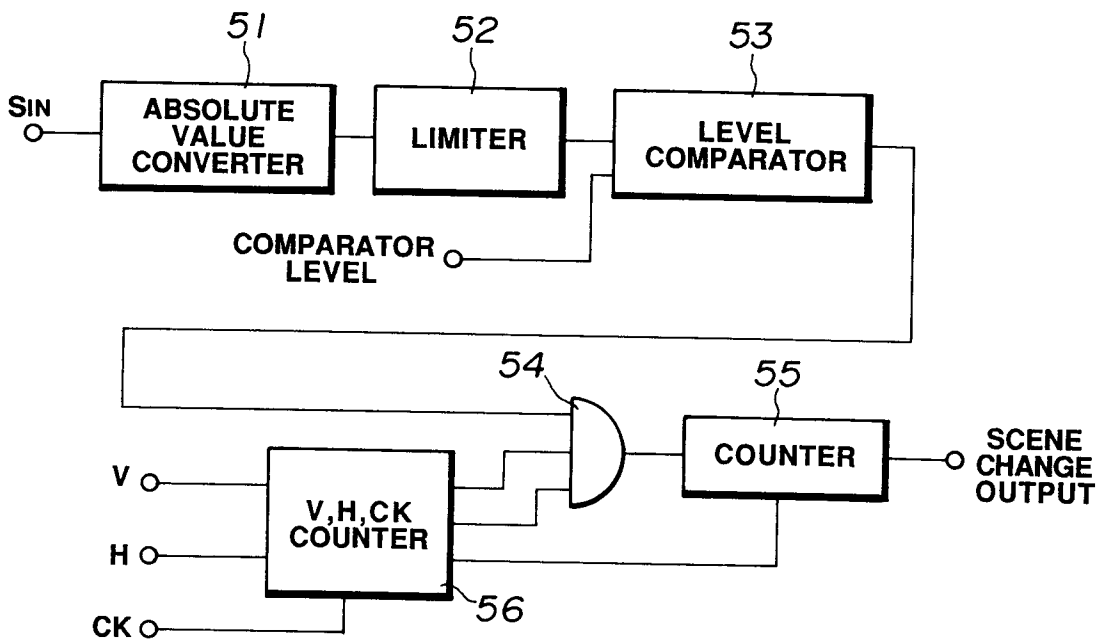 51
52
53
SIN
ABSOLUTE
VALUE
CONVERTER
LIMITER
LEVEL
COMPARATOR
COMPARATOR
LEVEL
54
55
V
H
CK
V,H,CK
COUNTER
56
COUNTER
SCENE
CHANGE
OUTPUT